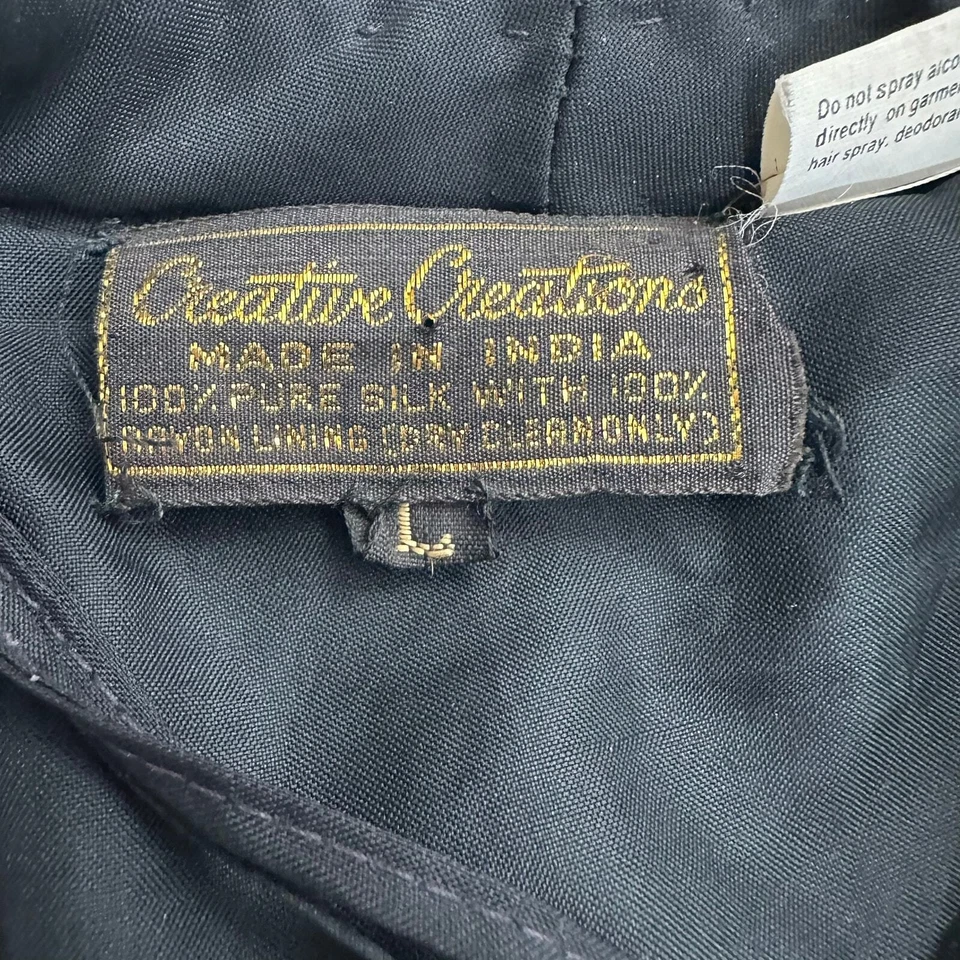 Do not spray alco
directly on garme
hair spray, deodora
Creative Creations
MADE IN INDIA
100% PURE SILK WITH 100%
RAYON LINING (DRY CLEAN ONLY)
L